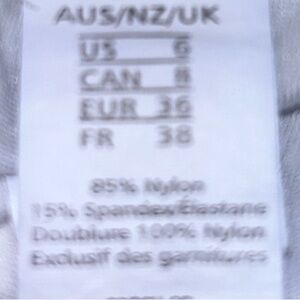 AUS/NZ/UK
US 6
CAN 8
EUR 36
FR 38
85% Nylon
15% Spandex/Élastane
Doublure 100% Nylon
Exclusif des garnitures